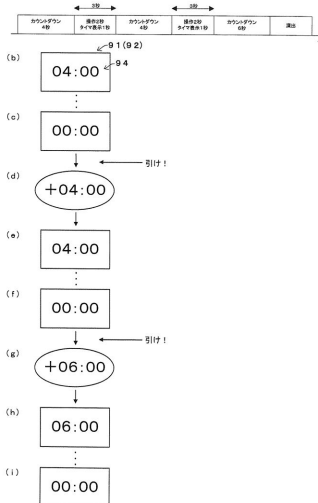 3秒 3秒
カウントダウン 操作2秒 カウントダウン 操作2秒 カウントダウン 演出
4秒 タイマ表示1秒 4秒 タイマ表示1秒 6秒
91(92)
(b) 04:00 94
(c) 00:00
引け!
(d) +04:00
(e) 04:00
(f) 00:00
引け!
(g) +06:00
(h) 06:00
(i) 00:00